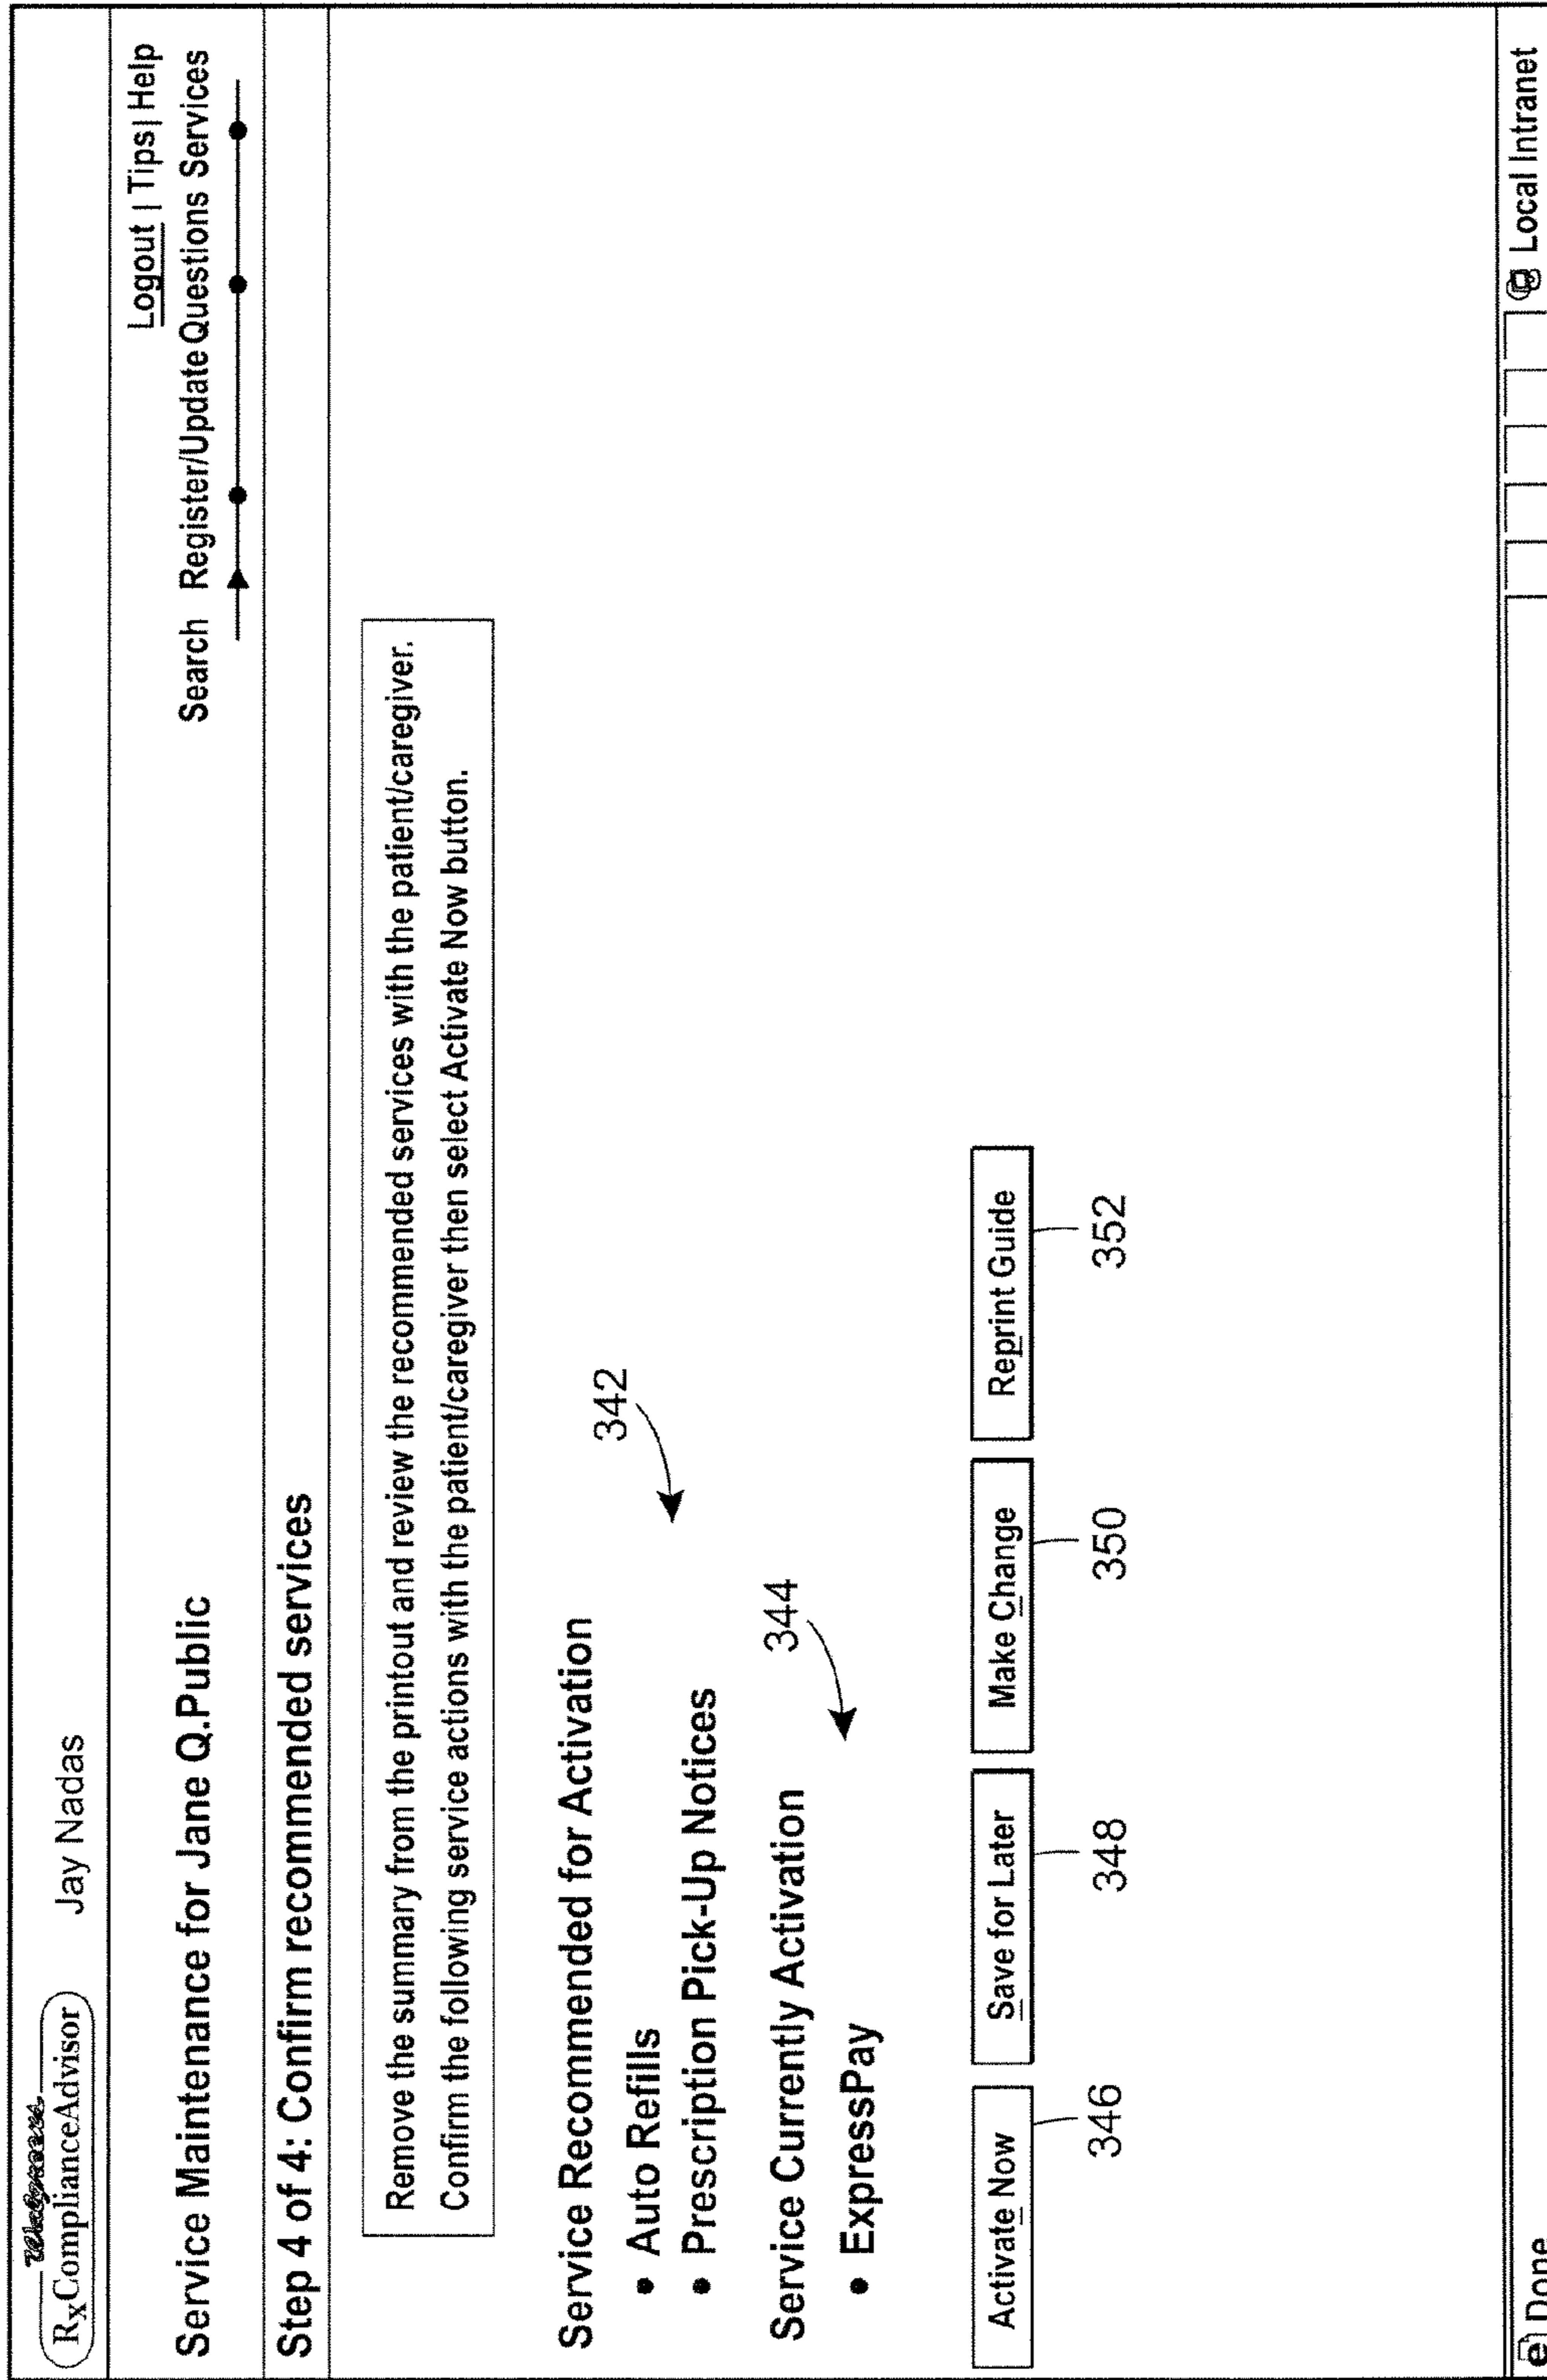 Walgreens
RxComplianceAdvisor Jay Nadas
Logout | Tips | Help
Service Maintenance for Jane Q.Public
Search Register/Update Questions Services
Step 4 of 4: Confirm recommended services
Remove the summary from the printout and review the recommended services with the patient/caregiver.
Confirm the following service actions with the patient/caregiver then select Activate Now button.
Service Recommended for Activation
342
• Auto Refills
• Prescription Pick-Up Notices
Service Currently Activation
344
• ExpressPay
Activate Now Save for Later Make Change Reprint Guide
346 348 350 352
Done Local Intranet